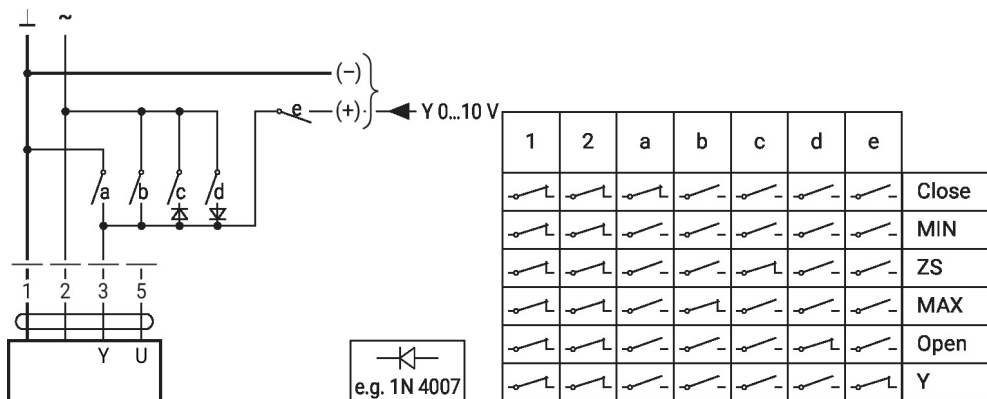 ⊥ ~
(−)
e (+) Y 0...10 V
a b c d
1 2 3 5
Y U
e.g. 1N 4007
1 2 a b c d e
Close
MIN
ZS
MAX
Open
Y